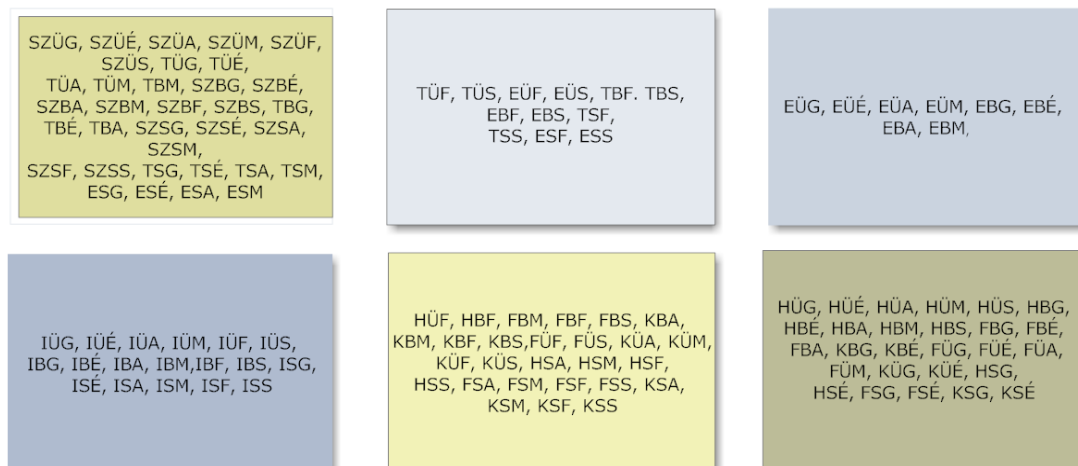 SZÜG, SZÜÉ, SZÜA, SZÜM, SZÜF,
SZÜS, TÜG, TÜÉ,
TÜA, TÜM, TBM, SZBG, SZBÉ,
SZBA, SZBM, SZBF, SZBS, TBG,
TBÉ, TBA, SZSG, SZSÉ, SZSA,
SZSM,
SZSF, SZSS, TSG, TSÉ, TSA, TSM,
ESG, ESÉ, ESA, ESM
TÜF, TÜS, EÜF, EÜS, TBF. TBS,
EBF, EBS, TSF,
TSS, ESF, ESS
EÜG, EÜÉ, EÜA, EÜM, EBG, EBÉ,
EBA, EBM,
IÜG, IÜÉ, IÜA, IÜM, IÜF, IÜS,
IBG, IBÉ, IBA, IBM,IBF, IBS, ISG,
ISÉ, ISA, ISM, ISF, ISS
HÜF, HBF, FBM, FBF, FBS, KBA,
KBM, KBF, KBS,FÜF, FÜS, KÜA, KÜM,
KÜF, KÜS, HSA, HSM, HSF,
HSS, FSA, FSM, FSF, FSS, KSA,
KSM, KSF, KSS
HÜG, HÜÉ, HÜA, HÜM, HÜS, HBG,
HBÉ, HBA, HBM, HBS, FBG, FBÉ,
FBA, KBG, KBÉ, FÜG, FÜÉ, FÜA,
FÜM, KÜG, KÜÉ, HSG,
HSÉ, FSG, FSÉ, KSG, KSÉ